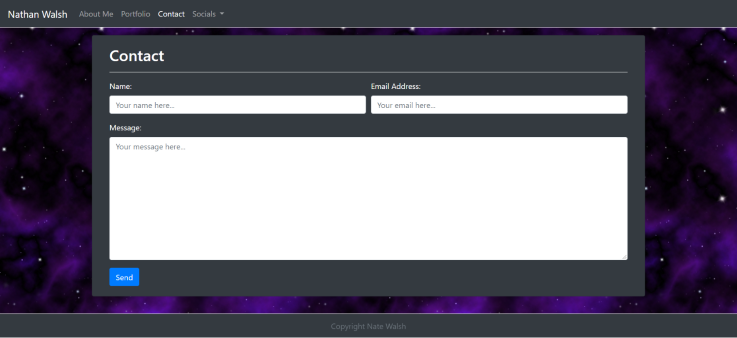 Nathan Walsh About Me Portfolio Contact Socials
Contact
Name: Email Address:
Your name here... Your email here...
Message:
Your message here...
Send
Copyright Nate Walsh